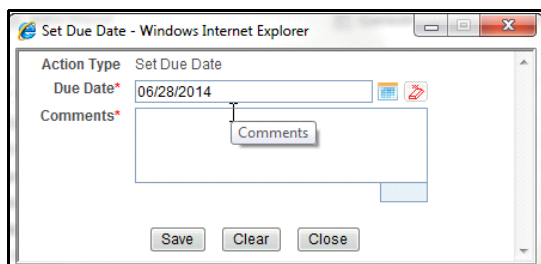 Set Due Date - Windows Internet Explorer
Action Type Set Due Date
Due Date* 06/28/2014
Comments*
Comments
Save Clear Close